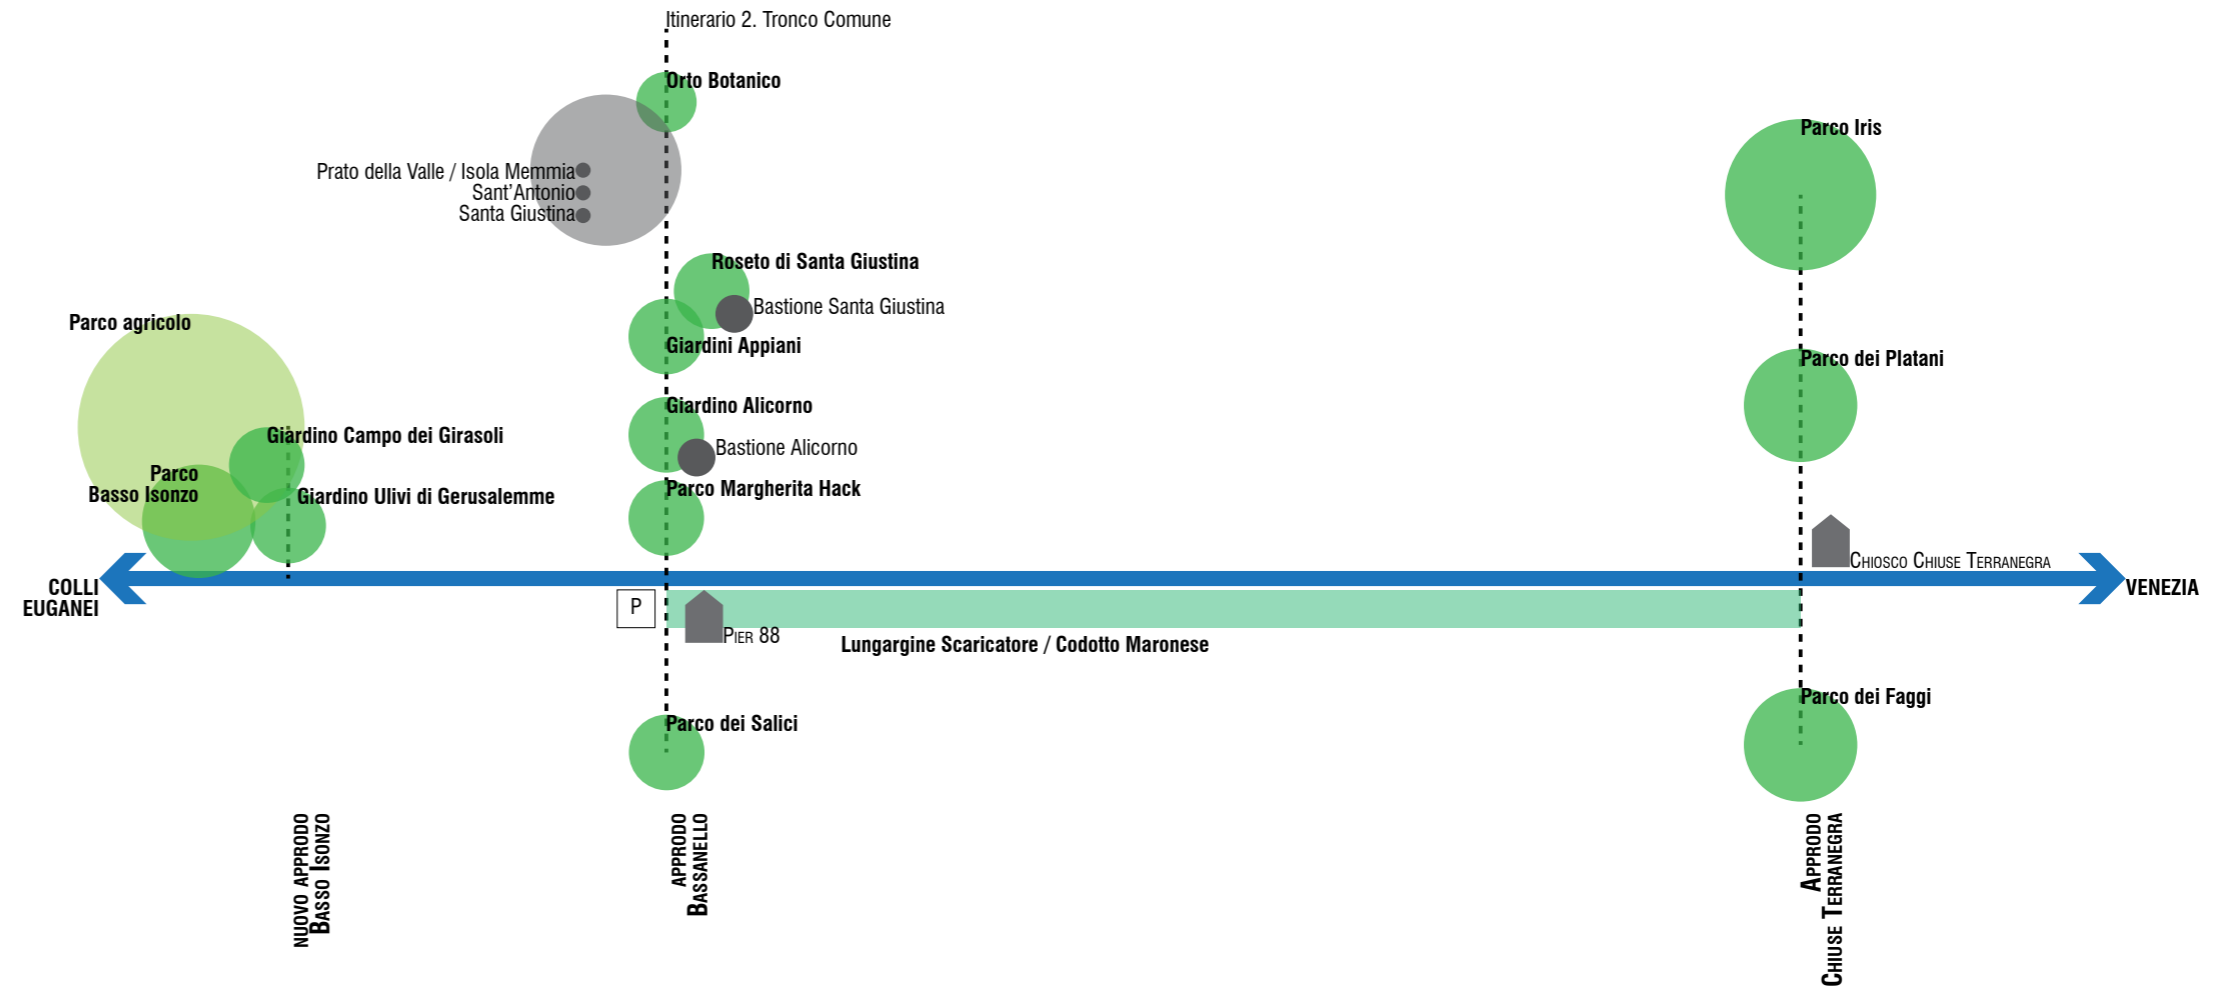 Itinerario 2. Tronco Comune
Orto Botanico
Parco Iris
Prato della Valle / Isola Memmia
Sant'Antonio
Santa Giustina
Roseto di Santa Giustina
Bastione Santa Giustina
Parco agricolo
Giardini Appiani
Parco dei Platani
Giardino Alicorno
Giardino Campo dei Girasoli
Bastione Alicorno
Parco
Basso Isonzo
Giardino Ulivi di Gerusalemme
Parco Margherita Hack
Chiosco Chiuse Terranegra
COLLI
EUGANEI
VENEZIA
P
Pier 88
Lungargine Scaricatore / Codotto Maronese
Parco dei Faggi
Parco dei Salici
nuovo approdo
Basso Isonzo
approdo
Bassanello
Approdo
Chiuse Terranegra